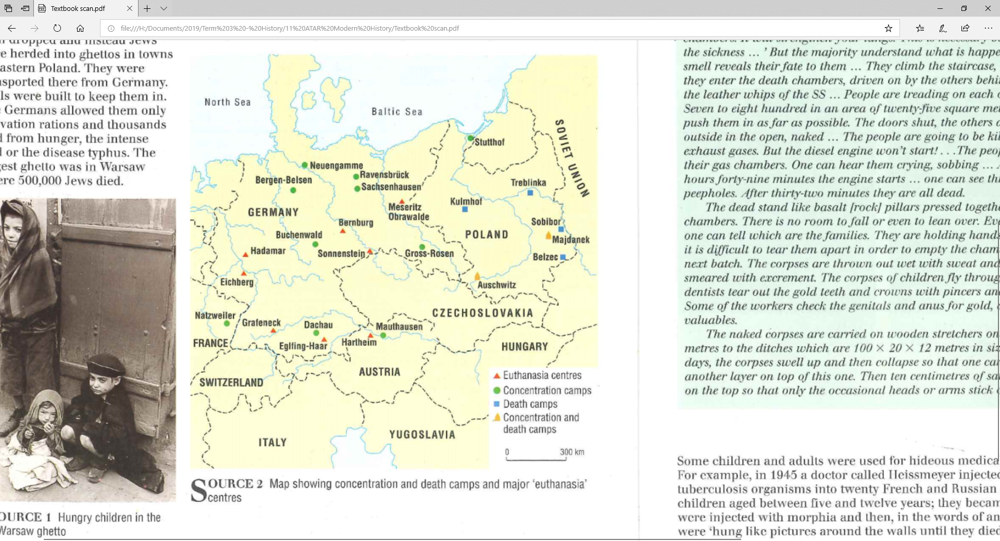 Textbook scan.pdf
file:///H:/Documents/2019/Term%203%20-%20History/11%20ATAR%20Modern%20History/Textbook%20scan.pdf
dropped and instead Jews
re herded into ghettos in towns
astern Poland. They were
nsported there from Germany.
ls were built to keep them in.
Germans allowed them only
vation rations and thousands
d from hunger, the intense
d or the disease typhus. The
gest ghetto was in Warsaw
ere 500,000 Jews died.
OURCE 1 Hungry children in the
Warsaw ghetto
North Sea
Baltic Sea
SOVIET UNION
Stutthof
Neuengamme
Ravensbrück
Bergen-Belsen
Sachsenhausen
Treblinka
Kulmhof
Meseritz
Obrawalde
GERMANY
Bernburg
Sobibor
Buchenwald
POLAND
Majdanek
Hadamar
Sonnenstein
Gross-Rosen
Belzec
Eichberg
Auschwitz
Natzweiler
Grafeneck
Dachau
Mauthausen
CZECHOSLOVAKIA
FRANCE
Eglfing-Haar
Hartheim
HUNGARY
SWITZERLAND
AUSTRIA
ITALY
YUGOSLAVIA
Euthanasia centres
Concentration camps
Death camps
Concentration and
death camps
0 300 km
SOURCE 2 Map showing concentration and death camps and major ‘euthanasia’
centres
chambers. It will strengthen your lungs. This is necessary
the sickness … ’ But the majority understand what is happe
smell reveals their fate to them … They climb the staircase,
they enter the death chambers, driven on by the others behi
the leather whips of the SS … People are treading on each
Seven to eight hundred in an area of twenty-five square me
push them in as far as possible. The doors shut, the others
outside in the open, naked … The people are going to be kil
exhaust gases. But the diesel engine won’t start! . . . The peop
their gas chambers. One can hear them crying, sobbing …
hours forty-nine minutes the engine starts … one can see th
peepholes. After thirty-two minutes they are all dead.
The dead stand like basalt [rock] pillars pressed togethe
chambers. There is no room to fall or even to lean over. Eve
one can tell which are the families. They are holding hands
it is difficult to tear them apart in order to empty the cham
next batch. The corpses are thrown out wet with sweat and
smeared with excrement. The corpses of children fly throug
dentists tear out the gold teeth and crowns with pincers an
Some of the workers check the genitals and anus for gold,
valuables.
The naked corpses are carried on wooden stretchers on
metres to the ditches which are 100 × 20 × 12 metres in siz
days, the corpses swell up and then collapse so that one ca
another layer on top of this one. Then ten centimetres of sa
on the top so that only the occasional heads or arms stick
Some children and adults were used for hideous medica
For example, in 1945 a doctor called Heissmeyer injected
tuberculosis organisms into twenty French and Russian
children aged between five and twelve years; they becam
were injected with morphia and then, in the words of an
were ‘hung like pictures around the walls until they died